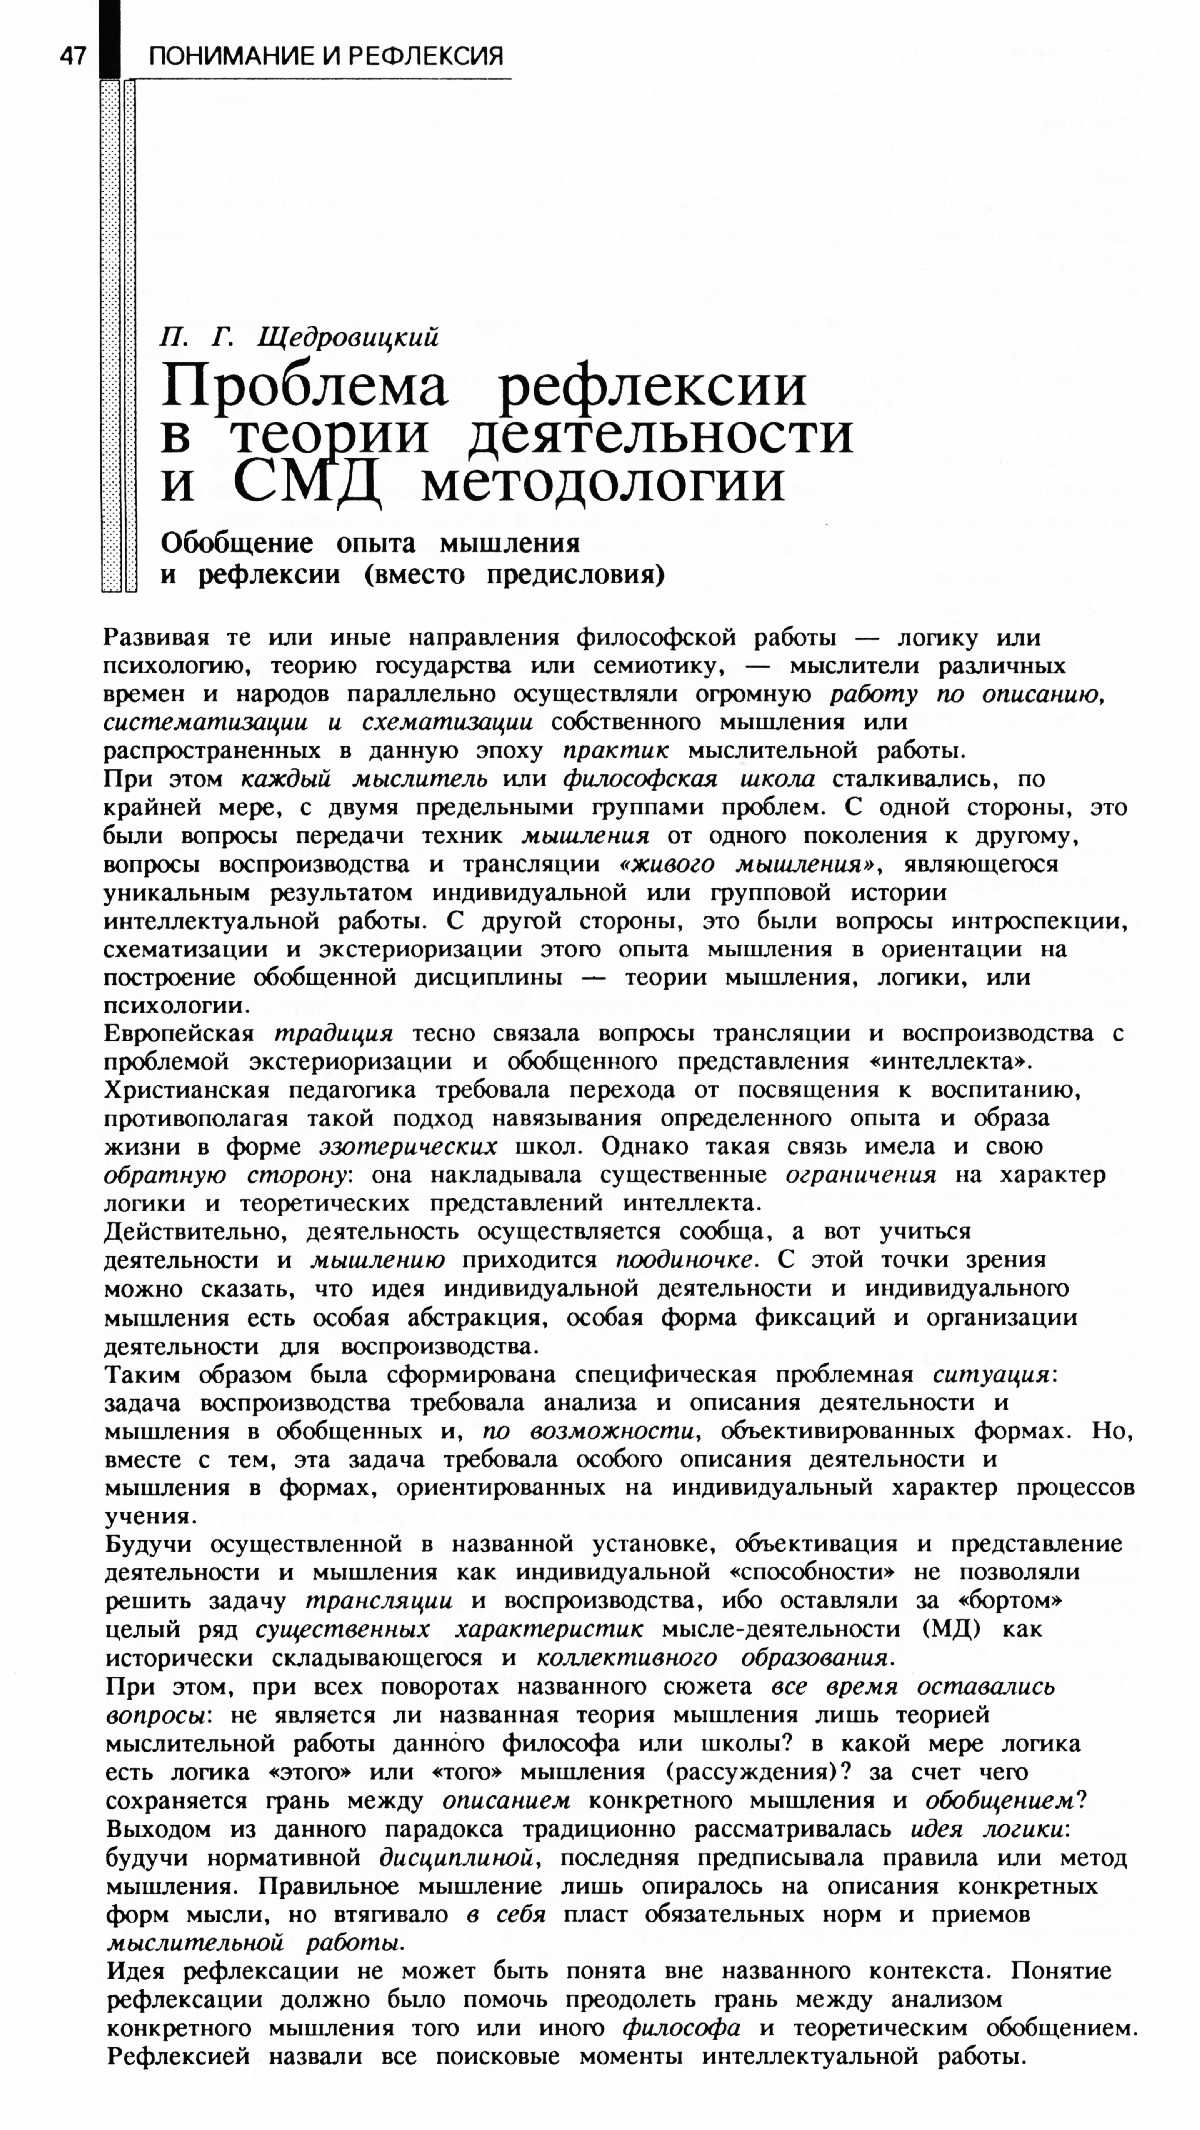 47
ПОНИМАНИЕ И РЕФЛЕКСИЯ
П. Г. Щедровицкий
Проблема рефлексии
в теории деятельности
и СМД методологии
Обобщение опыта мышления
и рефлексии (вместо предисловия)
Развивая те или иные направления философской работы — логику или
психологию, теорию государства или семиотику, — мыслители различных
времен и народов параллельно осуществляли огромную работу по описанию,
систематизации и схематизации собственного мышления или
распространенных в данную эпоху практик мыслительной работы.
При этом каждый мыслитель или философская школа сталкивались, по
крайней мере, с двумя предельными группами проблем. С одной стороны, это
были вопросы передачи техник мышления от одного поколения к другому,
вопросы воспроизводства и трансляции «живого мышления», являющегося
уникальным результатом индивидуальной или групповой истории
интеллектуальной работы. С другой стороны, это были вопросы интроспекции,
схематизации и экстериоризации этого опыта мышления в ориентации на
построение обобщенной дисциплины — теории мышления, логики, или
психологии.
Европейская традиция тесно связала вопросы трансляции и воспроизводства с
проблемой экстериоризации и обобщенного представления «интеллекта».
Христианская педагогика требовала перехода от посвящения к воспитанию,
противополагая такой подход навязывания определенного опыта и образа
жизни в форме эзотерических школ. Однако такая связь имела и свою
обратную сторону: она накладывала существенные ограничения на характер
логики и теоретических представлений интеллекта.
Действительно, деятельность осуществляется сообща, а вот учиться
деятельности и мышлению приходится поодиночке. С этой точки зрения
можно сказать, что идея индивидуальной деятельности и индивидуального
мышления есть особая абстракция, особая форма фиксаций и организации
деятельности для воспроизводства.
Таким образом была сформирована специфическая проблемная ситуация:
задача воспроизводства требовала анализа и описания деятельности и
мышления в обобщенных и, по возможности, объективированных формах. Но,
вместе с тем, эта задача требовала особого описания деятельности и
мышления в формах, ориентированных на индивидуальный характер процессов
учения.
Будучи осуществленной в названной установке, объективация и представление
деятельности и мышления как индивидуальной «способности» не позволяли
решить задачу трансляции и воспроизводства, ибо оставляли за «бортом»
целый ряд существенных характеристик мысле-деятельности (МД) как
исторически складывающегося и коллективного образования.
При этом, при всех поворотах названного сюжета все время оставались
вопросы: не является ли названная теория мышления лишь теорией
мыслительной работы данного философа или школы? в какой мере логика
есть логика «этого» или «того» мышления (рассуждения)? за счет чего
сохраняется грань между описанием конкретного мышления и обобщением?
Выходом из данного парадокса традиционно рассматривалась идея логики:
будучи нормативной дисциплиной, последняя предписывала правила или метод
мышления. Правильное мышление лишь опиралось на описания конкретных
форм мысли, но втягивало в себя пласт обязательных норм и приемов
мыслительной работы.
Идея рефлексации не может быть понята вне названного контекста. Понятие
рефлексации должно было помочь преодолеть грань между анализом
конкретного мышления того или иного философа и теоретическим обобщением.
Рефлексией назвали все поисковые моменты интеллектуальной работы.